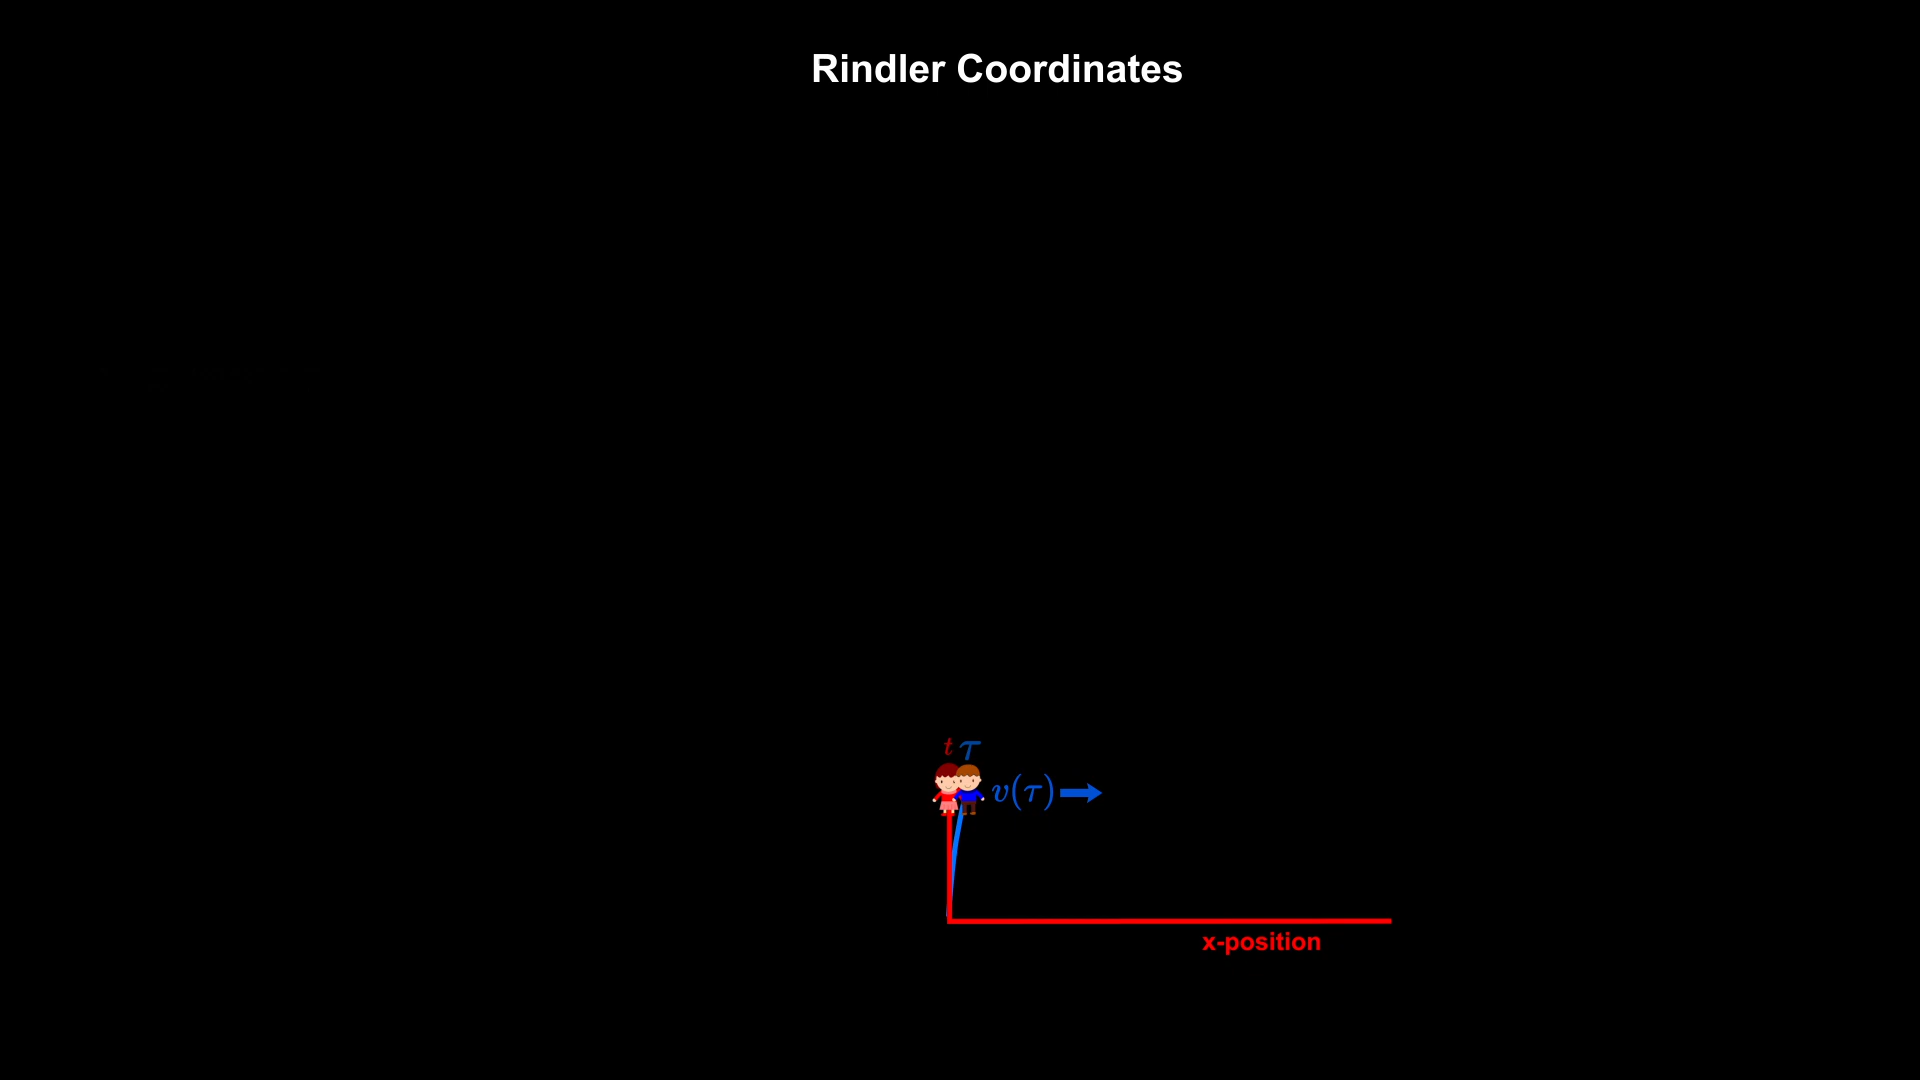 Rindler Coordinates
t τ
v(τ)
x-position